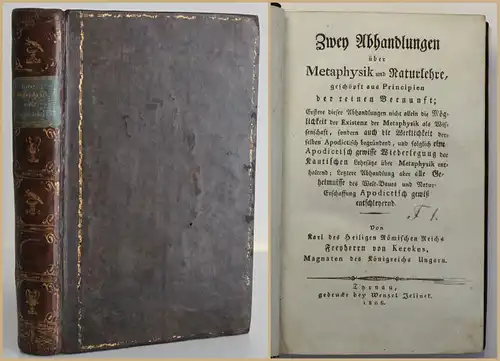 Zwey Abhandlungen
über
Metaphysik und Naturlehre,
geschöpft aus Principien
der reinen Vernunft;
Erstere dieser Abhandlungen nicht allein die Mög-
lichkeit der Existenz der Metaphysik als Wis-
senschaft, sondern auch die Wirklichkeit der-
selben Apodictisch begründend, und folglich eine
Apodictisch gewisse Wiederlegung der
Kantischen Lehrsätze über Metaphysik ent-
haltend; Letztere Abhandlung aber alle Ge-
heimnisse des Welt-Baues und Natur-
Erschaffung Apodictisch gewiß
entschleyernd.
Von
Karl des Heiligen Römischen Reichs
Freyherrn von Kerekes,
Magnaten des Königreichs Ungarn.
Tyrnau,
gedruckt bey Wenzel Jelinek.
1806.